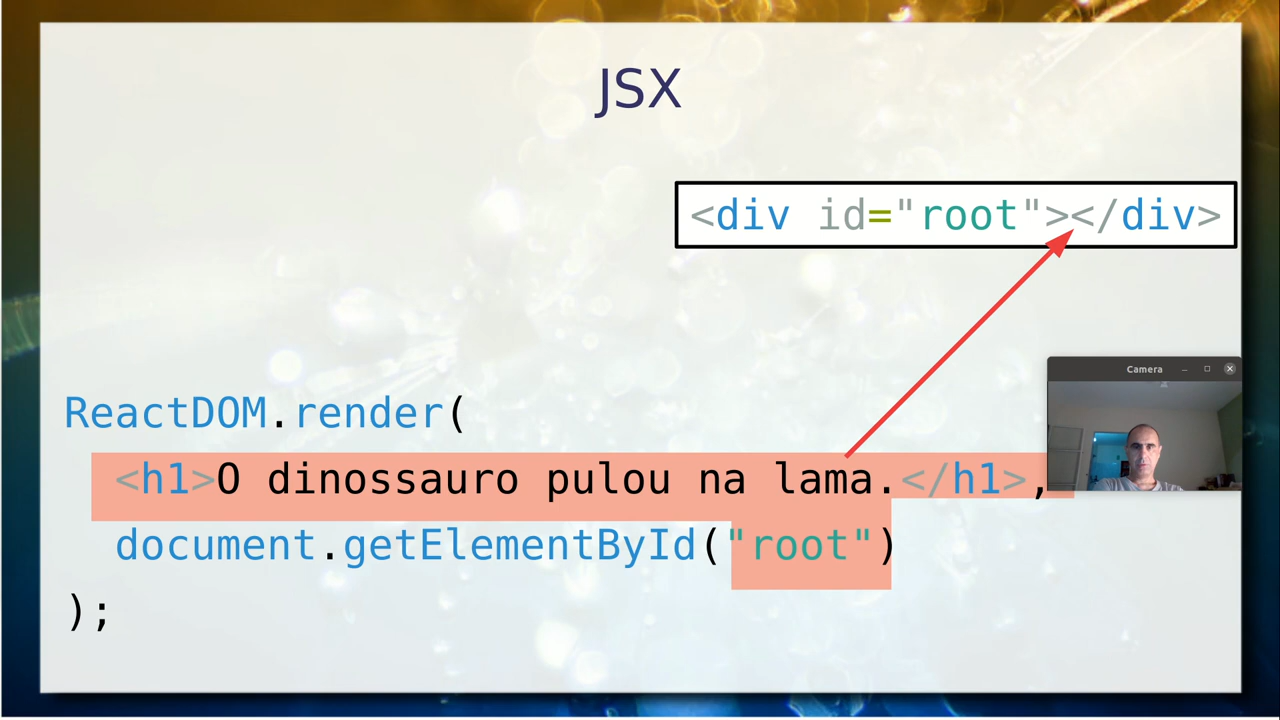 JSX
<div id="root"></div>
Camera
ReactDOM.render(
<h1>O dinossauro pulou na lama.</h1>,
document.getElementById("root")
);